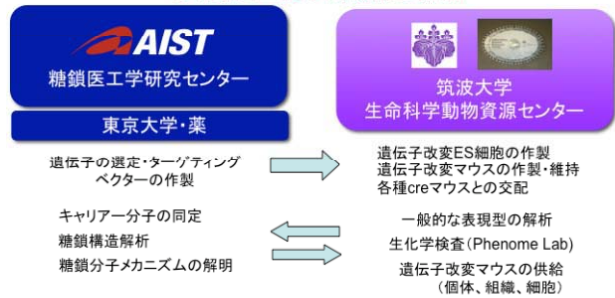 AIST
糖鎖医工学研究センター
東京大学・薬
筑波大学
生命科学動物資源センター
遺伝子の選定・ターゲティング
ベクターの作製
遺伝子改変ES細胞の作製
遺伝子改変マウスの作製・維持
各種creマウスとの交配
キャリアー分子の同定
糖鎖構造解析
糖鎖分子メカニズムの解明
一般的な表現型の解析
生化学検査(Phenome Lab)
遺伝子改変マウスの供給
(個体、組織、細胞)